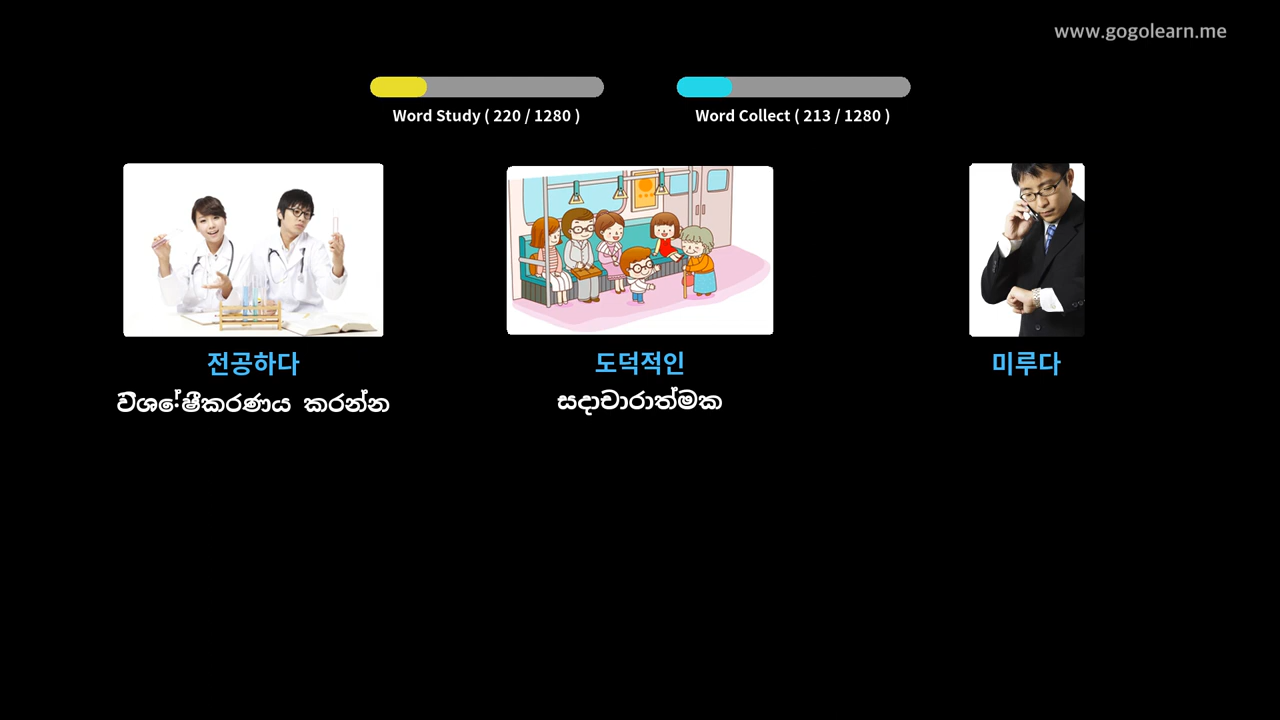 www.gogolearn.me
Word Study ( 220 / 1280 )
Word Collect ( 213 / 1280 )
전공하다
도덕적인
미루다
විශේෂීකරණය කරන්න
සදාචාරාත්මක